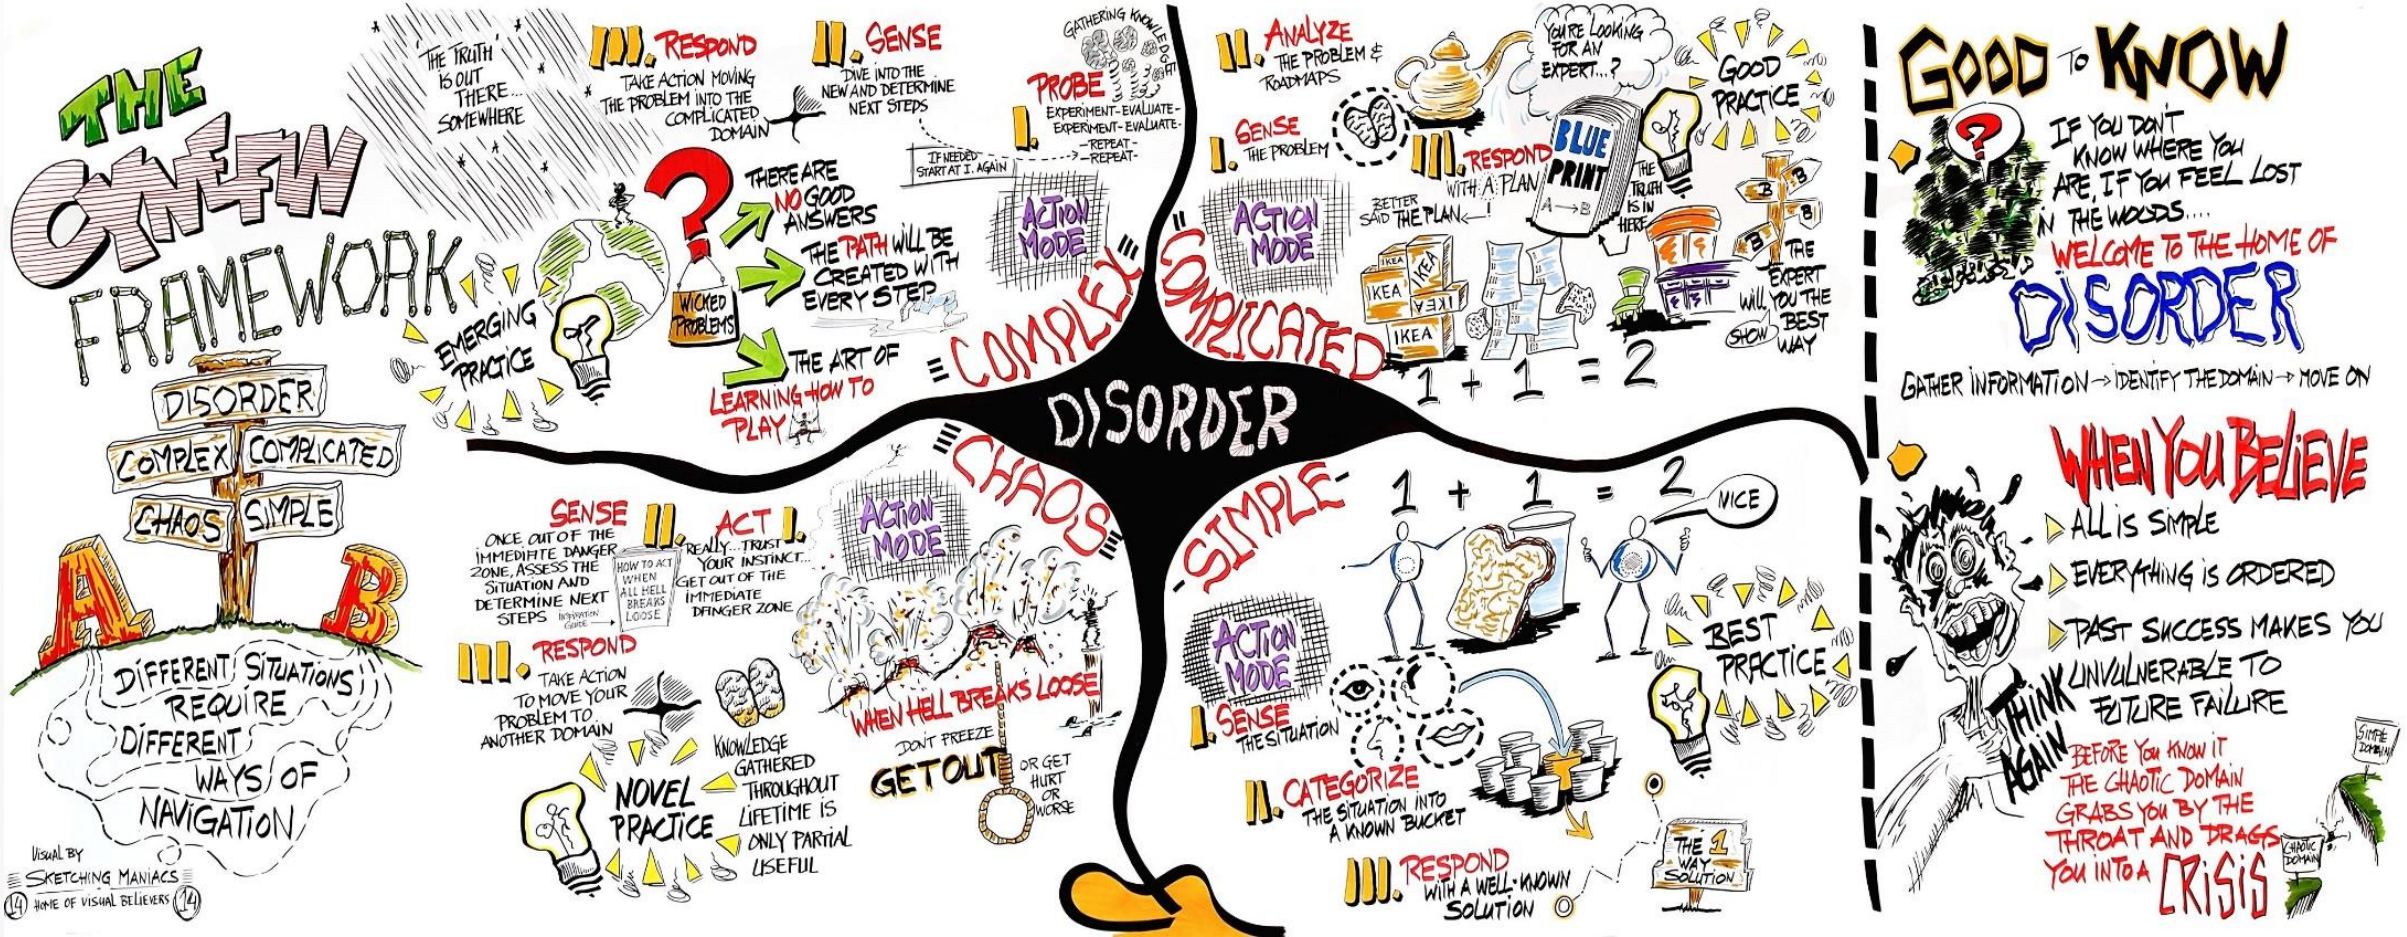 THE
CYNEFIN
FRAMEWORK
DISORDER
COMPLEX
COMPLICATED
CHAOS
SIMPLE
A
B
DIFFERENT SITUATIONS
REQUIRE
DIFFERENT
WAYS OF
NAVIGATION
VISUAL BY
SKETCHING MANIACS
HOME OF VISUAL BELIEVERS
14
14
'THE TRUTH'
IS OUT
THERE...
SOMEWHERE
III. RESPOND
TAKE ACTION MOVING
THE PROBLEM INTO THE
COMPLICATED
DOMAIN
II. SENSE
DIVE INTO THE
NEW AND DETERMINE
NEXT STEPS
GATHERING KNOWLEDGE
I. PROBE
EXPERIMENT-EVALUATE-
EXPERIMENT-EVALUATE-
-REPEAT-
-REPEAT-
IF NEEDED
START AT I. AGAIN
ACTION
MODE
THERE ARE
NO GOOD
ANSWERS
THE PATH WILL BE
CREATED WITH
EVERY STEP
THE ART OF
LEARNING HOW TO
PLAY
?
WICKED
PROBLEMS
EMERGING
PRACTICE
COMPLEX
II. ANALYZE
THE PROBLEM &
ROADMAPS
I. SENSE
THE PROBLEM
III. RESPOND
WITH A PLAN
BETTER
SAID THE PLAN
!
YOU'RE LOOKING
FOR AN
EXPERT...?
BLUE
PRINT
A → B
THE
TRUTH
IS IN
HERE
GOOD
PRACTICE
ACTION
MODE
IKEA
IKEA
IKEA
IKEA
IKEA
B
B
B
B
THE
EXPERT
WILL SHOW YOU THE
BEST
WAY
1 + 1 = 2
COMPLICATED
DISORDER
CHAOS
ACTION
MODE
I. ACT
REALLY...TRUST
YOUR INSTINCT...
GET OUT OF THE
IMMEDIATE
DANGER ZONE
II. SENSE
ONCE OUT OF THE
IMMEDIATE DANGER
ZONE, ASSESS THE
SITUATION AND
DETERMINE NEXT
STEPS
INSPIRATION
GUIDE
HOW TO ACT
WHEN
ALL HELL
BREAKS
LOOSE
III. RESPOND
TAKE ACTION
TO MOVE YOUR
PROBLEM TO
ANOTHER DOMAIN
NOVEL
PRACTICE
KNOWLEDGE
GATHERED
THROUGHOUT
LIFETIME IS
ONLY PARTIAL
USEFUL
WHEN HELL BREAKS LOOSE
DON'T FREEZE
GET OUT
OR GET
HURT
OR
WORSE
SIMPLE
1 + 1 = 2
NICE
ACTION
MODE
I. SENSE
THE SITUATION
II. CATEGORIZE
THE SITUATION INTO
A KNOWN BUCKET
III. RESPOND
WITH A WELL-KNOWN
SOLUTION
THE 1
WAY
SOLUTION
BEST
PRACTICE
GOOD TO KNOW
?
IF YOU DON'T
KNOW WHERE YOU
ARE, IF YOU FEEL LOST
IN THE WOODS....
WELCOME TO THE HOME OF
DISORDER
GATHER INFORMATION → IDENTIFY THE DOMAIN → MOVE ON
WHEN YOU BELIEVE
ALL IS SIMPLE
EVERYTHING IS ORDERED
PAST SUCCESS MAKES YOU
UNVULNERABLE TO
FUTURE FAILURE
THINK
AGAIN
BEFORE YOU KNOW IT
THE CHAOTIC DOMAIN
GRABS YOU BY THE
THROAT AND DRAGS
YOU INTO A CRISIS
SIMPLE
DOMAIN
CHAOTIC
DOMAIN